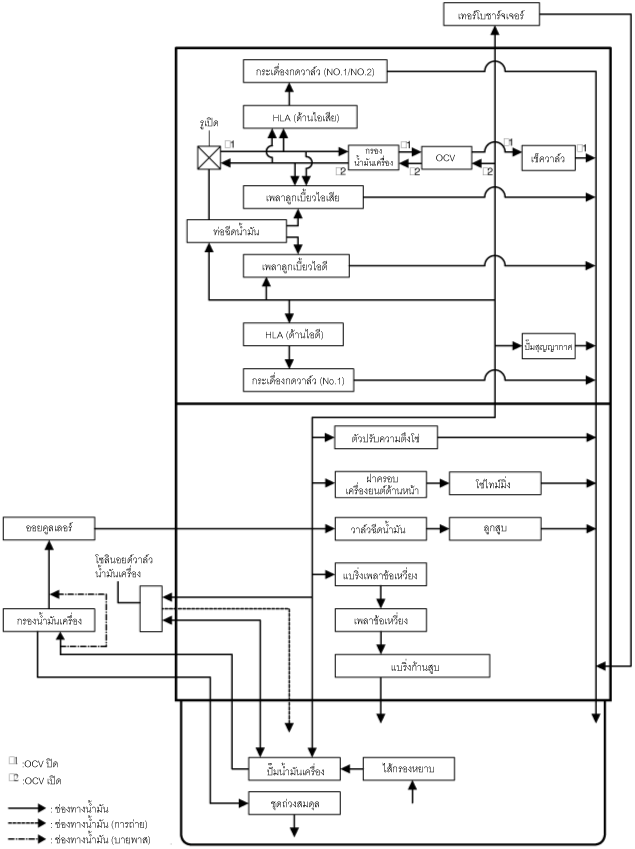 เทอร์โบชาร์จเจอร์
กระเดื่องกดวาล์ว (NO.1/NO.2)
HLA (ด้านไอเสีย)
รูเปิด
1
1
1
1
กรอง
น้ำมันเครื่อง
OCV
เช็ควาล์ว
2
2
2
เพลาลูกเบี้ยวไอเสีย
ท่อฉีดน้ำมัน
เพลาลูกเบี้ยวไอดี
HLA (ด้านไอดี)
ปั๊มสุญญากาศ
กระเดื่องกดวาล์ว (No.1)
ตัวปรับความตึงโซ่
ฝาครอบ
เครื่องยนต์ด้านหน้า
โซ่ไทม์มิ่ง
ออยคูลเลอร์
วาล์วฉีดน้ำมัน
ลูกสูบ
โซลินอยด์วาล์ว
น้ำมันเครื่อง
แบริ่งเพลาข้อเหวี่ยง
กรองน้ำมันเครื่อง
เพลาข้อเหวี่ยง
แบริ่งก้านสูบ
ปั๊มน้ำมันเครื่อง
ไส้กรองหยาบ
ชุดถ่วงสมดุล
1 :OCV ปิด
2 :OCV เปิด
: ช่องทางน้ำมัน
: ช่องทางน้ำมัน (การถ่าย)
: ช่องทางน้ำมัน (บายพาส)